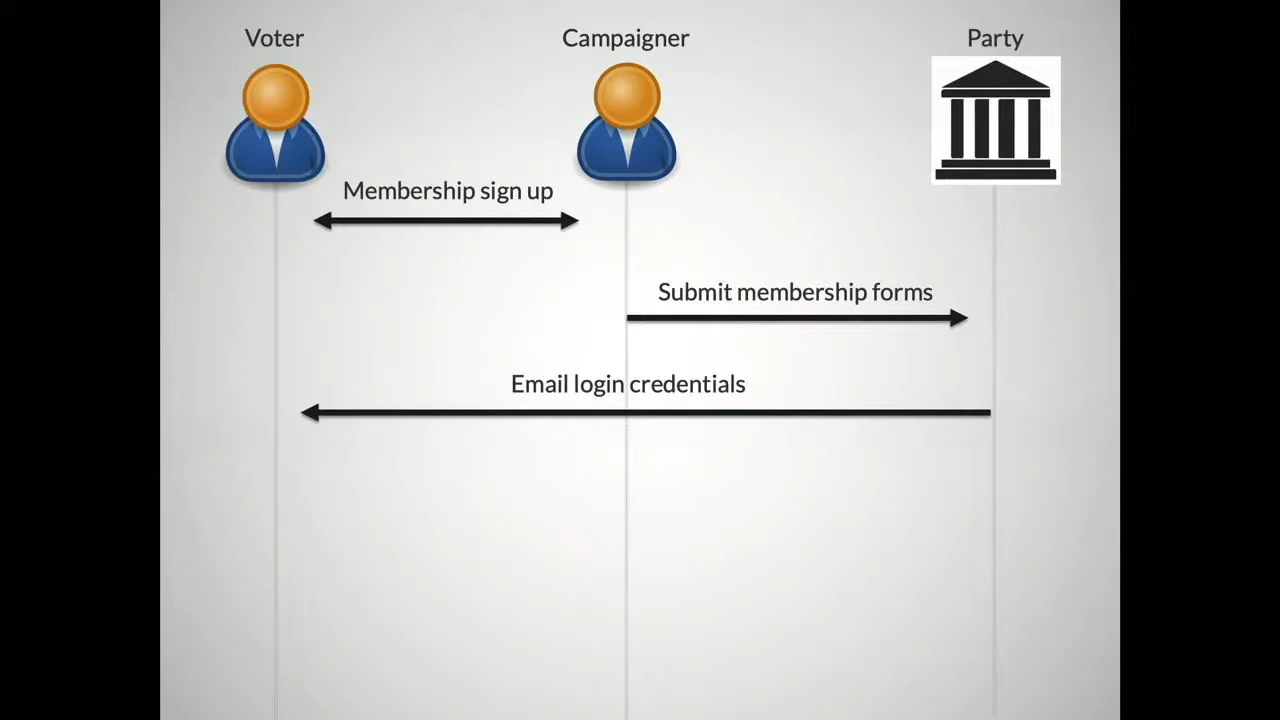 Voter
Campaigner
Party
Membership sign up
Submit membership forms
Email login credentials